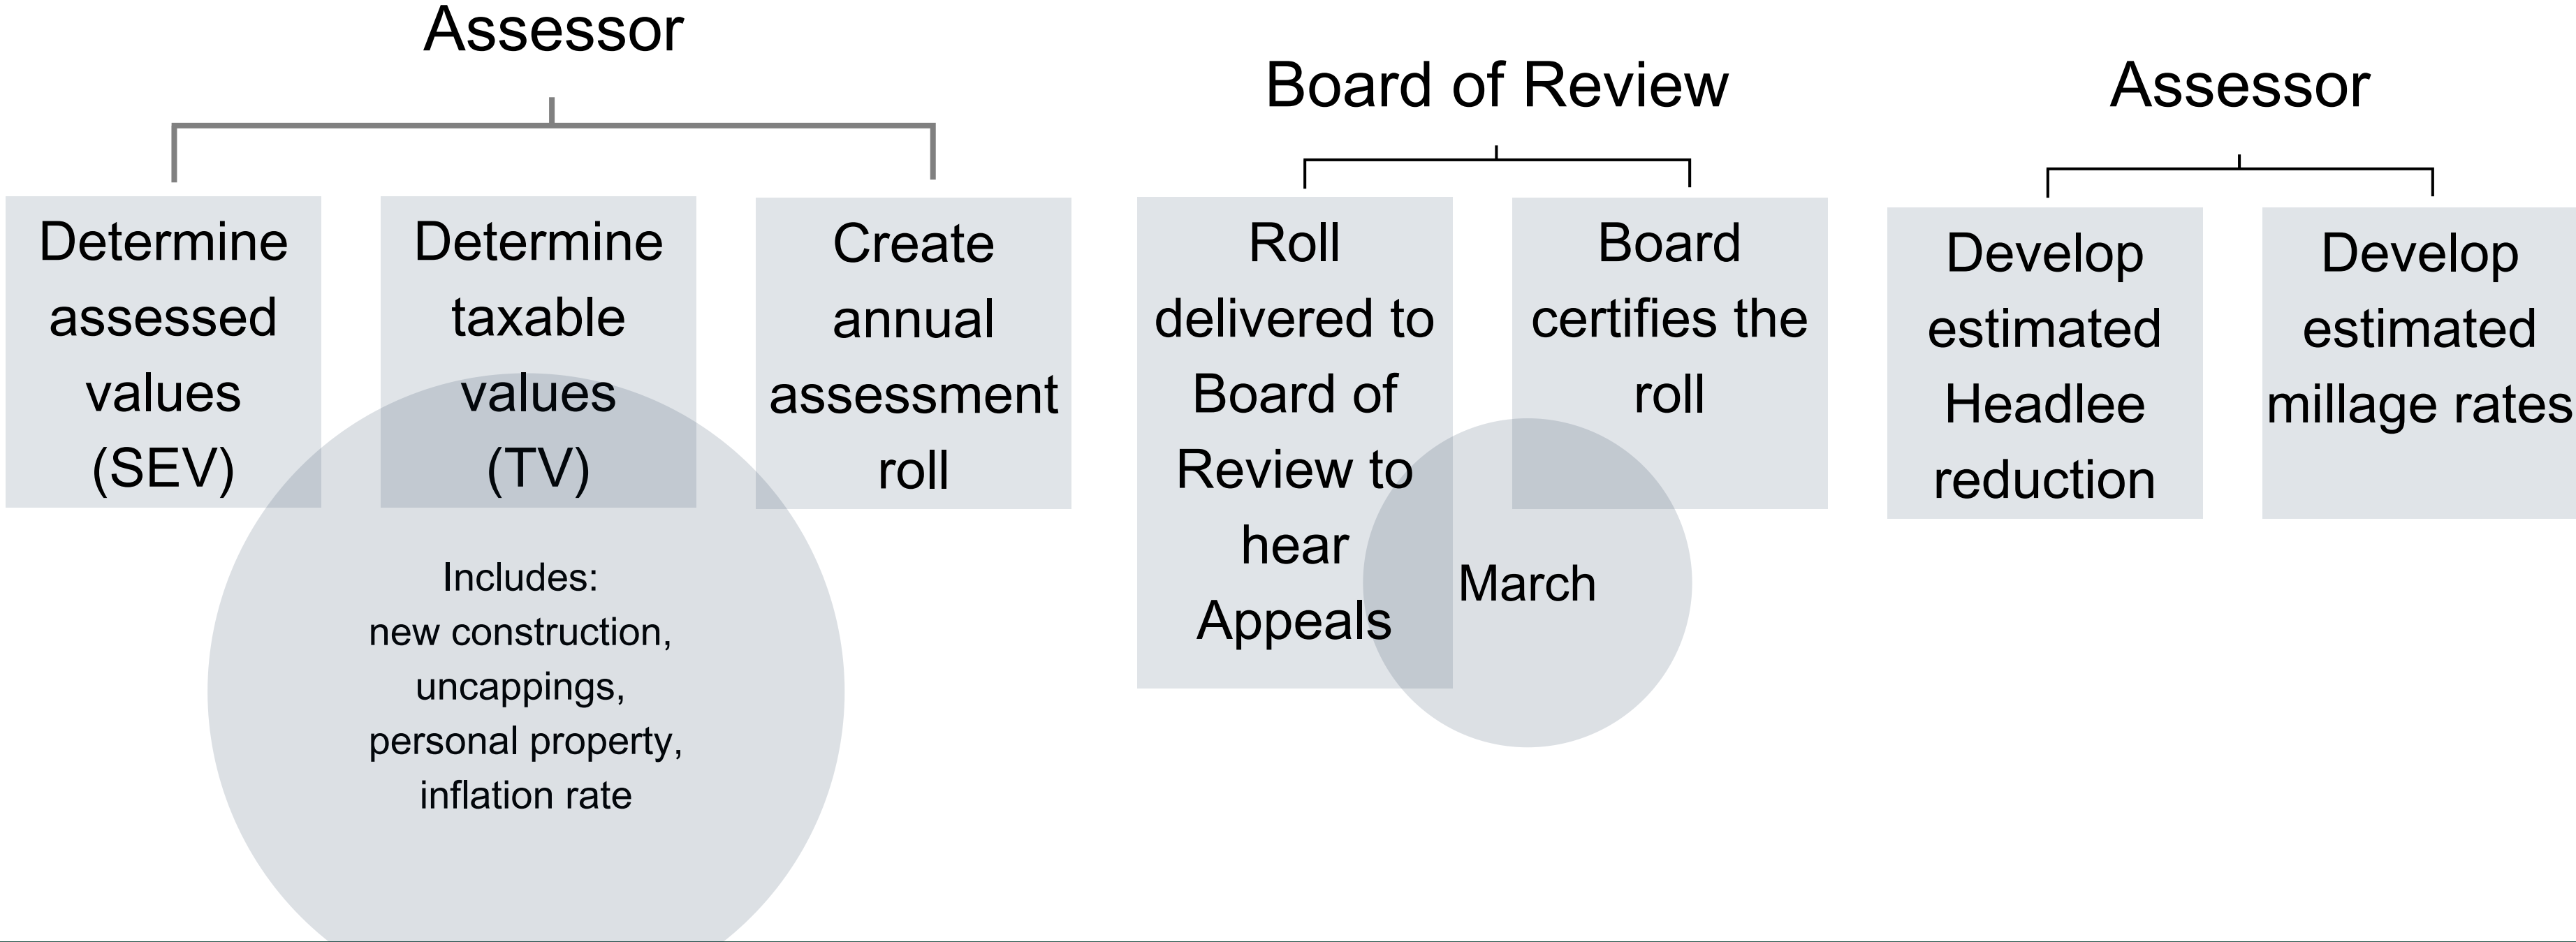 Assessor
Determine
assessed
values
(SEV)
Determine
taxable
values
(TV)
Create
annual
assessment
roll
Includes:
new construction,
uncappings,
personal property,
inflation rate
Board of Review
Roll
delivered to
Board of
Review to
hear
Appeals
Board
certifies the
roll
March
Assessor
Develop
estimated
Headlee
reduction
Develop
estimated
millage rates